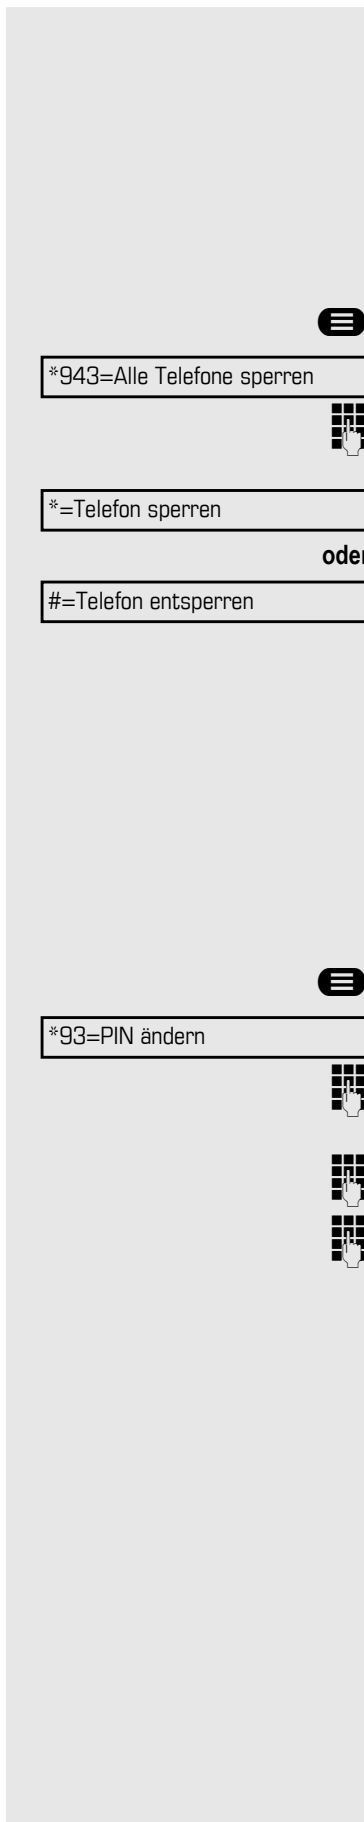 *943=Alle Telefone sperren
*=Telefon sperren
oder
#=Telefon entsperren
*93=PIN ändern